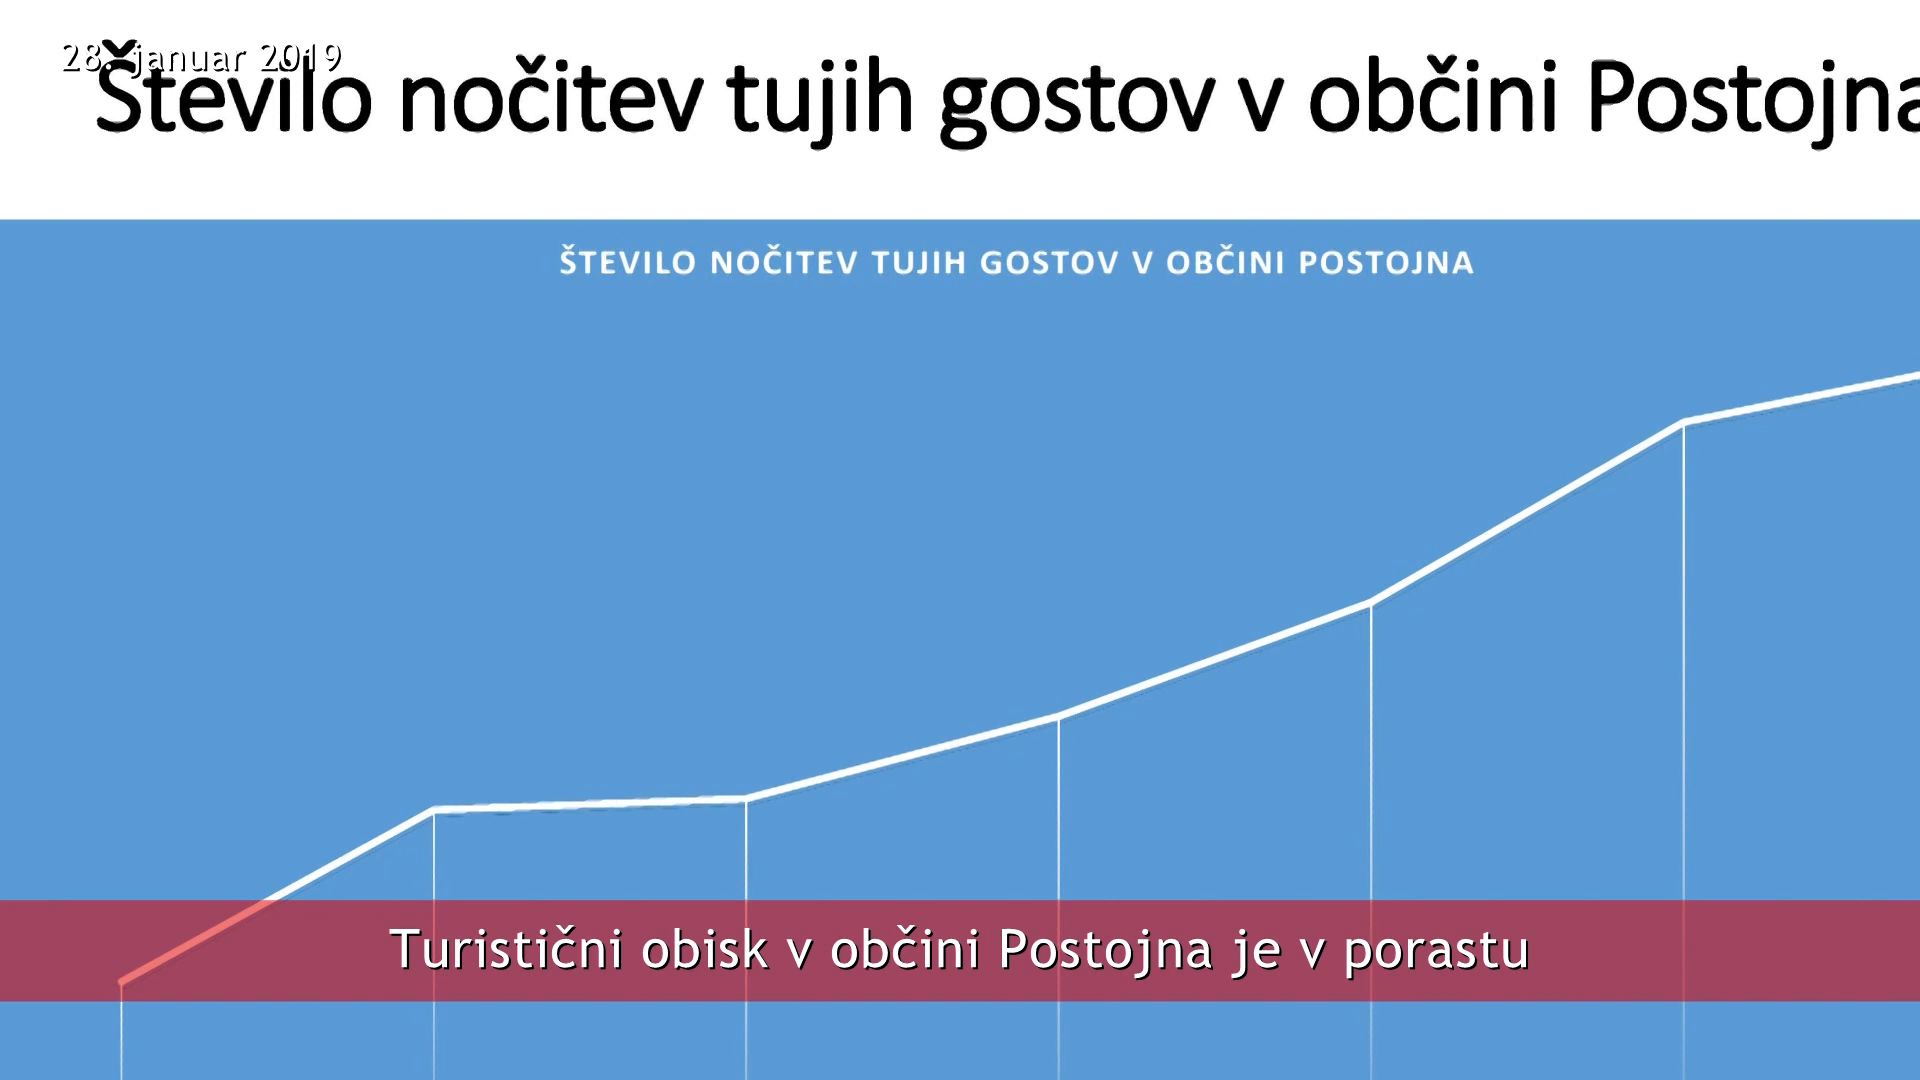 28. januar 2019
Število nočitev tujih gostov v občini Postojna
ŠTEVILO NOČITEV TUJIH GOSTOV V OBČINI POSTOJNA
Turistični obisk v občini Postojna je v porastu